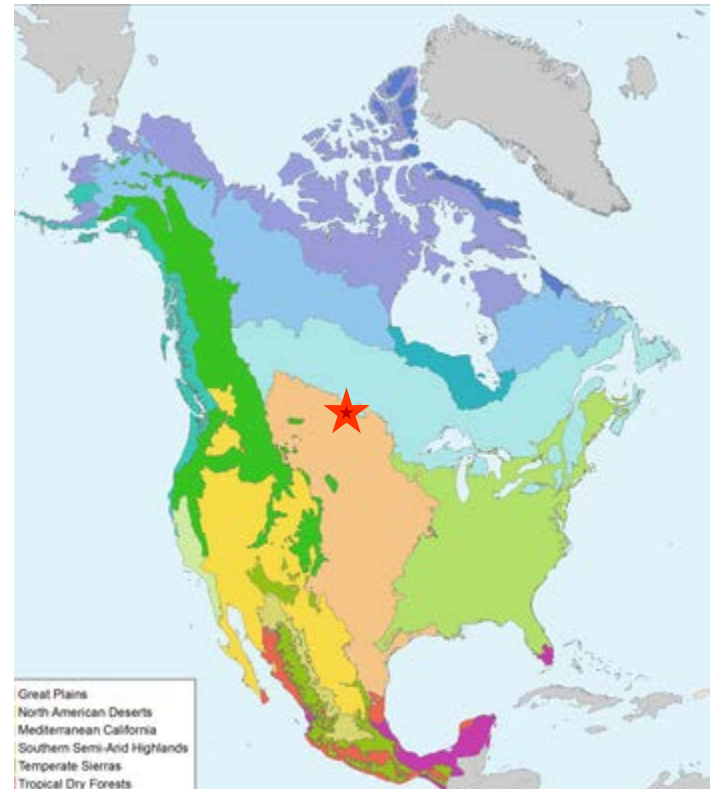 Great Plains
North American Deserts
Mediterranean California
Southern Semi-Arid Highlands
Temperate Sierras
Tropical Dry Forests